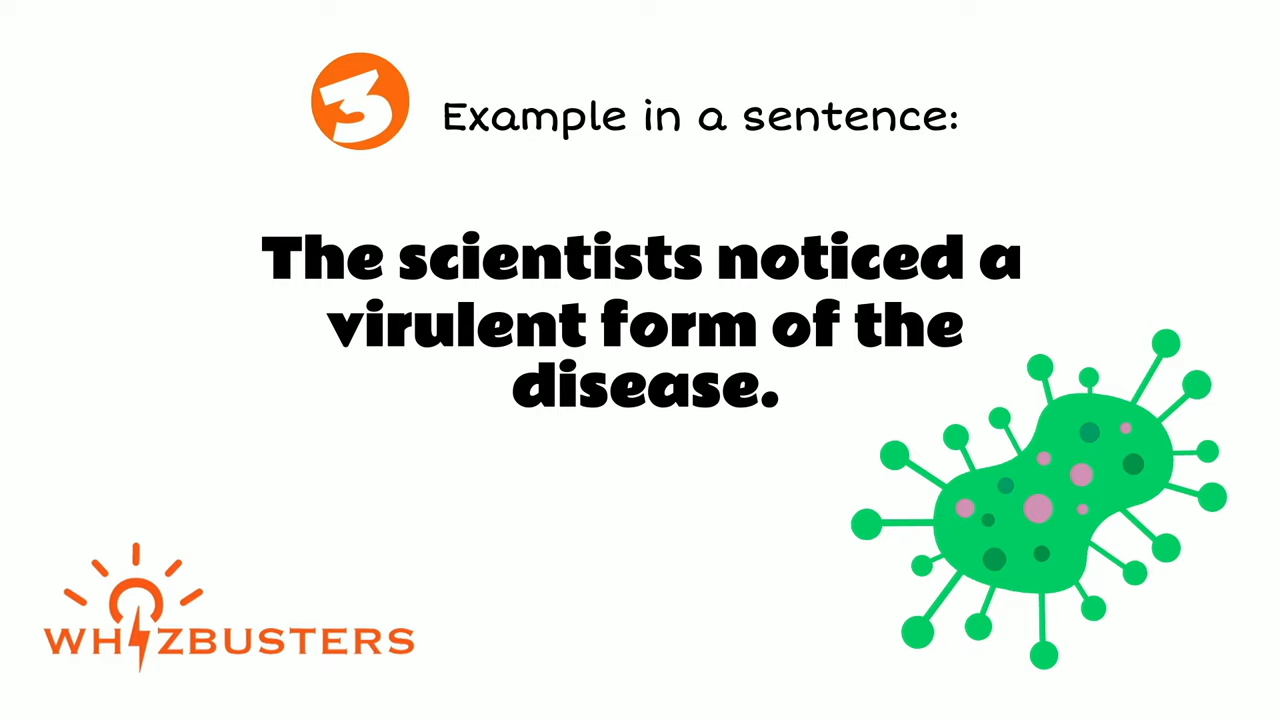 3 Example in a sentence:
The scientists noticed a
virulent form of the
disease.
WHIZBUSTERS